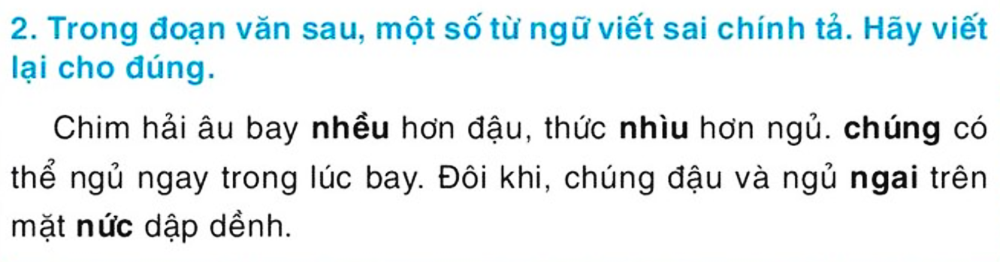 2. Trong đoạn văn sau, một số từ ngữ viết sai chính tả. Hãy viết
lại cho đúng.
Chim hải âu bay nhều hơn đậu, thức nhìu hơn ngủ. chúng có
thể ngủ ngay trong lúc bay. Đôi khi, chúng đậu và ngủ ngai trên
mặt nức dập dềnh.